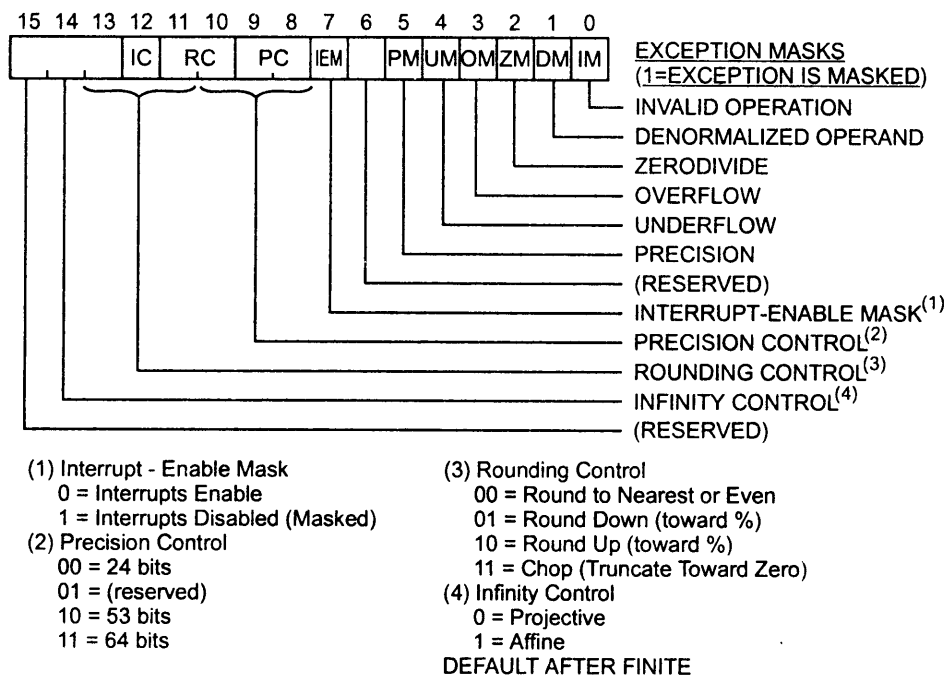 15 14 13 12 11 10 9 8 7 6 5 4 3 2 1 0
IC RC PC IEM PM UM OM ZM DM IM
EXCEPTION MASKS
(1=EXCEPTION IS MASKED)
INVALID OPERATION
DENORMALIZED OPERAND
ZERODIVIDE
OVERFLOW
UNDERFLOW
PRECISION
(RESERVED)
INTERRUPT-ENABLE MASK(1)
PRECISION CONTROL(2)
ROUNDING CONTROL(3)
INFINITY CONTROL(4)
(RESERVED)
(1) Interrupt - Enable Mask
0 = Interrupts Enable
1 = Interrupts Disabled (Masked)
(2) Precision Control
00 = 24 bits
01 = (reserved)
10 = 53 bits
11 = 64 bits
(3) Rounding Control
00 = Round to Nearest or Even
01 = Round Down (toward %)
10 = Round Up (toward %)
11 = Chop (Truncate Toward Zero)
(4) Infinity Control
0 = Projective
1 = Affine
DEFAULT AFTER FINITE